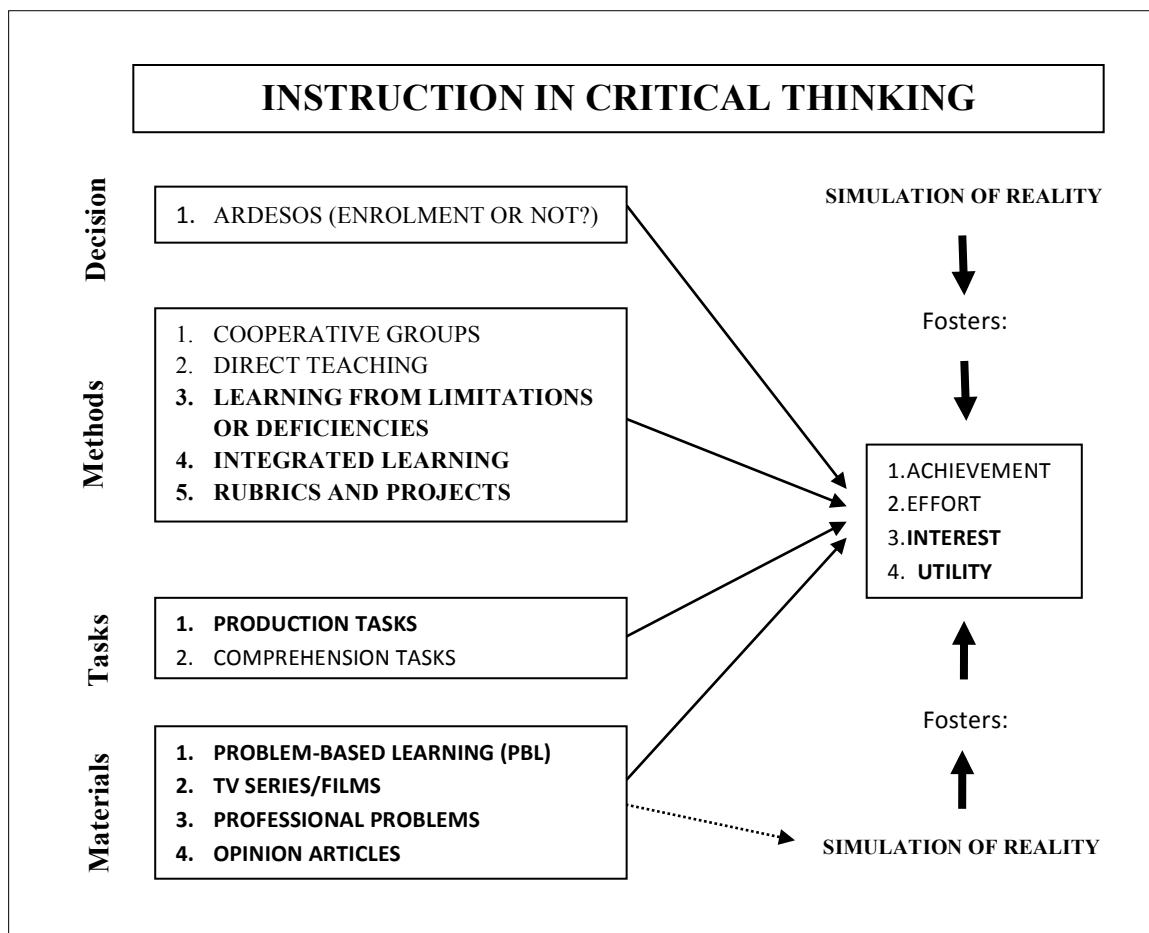 INSTRUCTION IN CRITICAL THINKING
Decision
1. ARDESOS (ENROLMENT OR NOT?)
Methods
1. COOPERATIVE GROUPS
2. DIRECT TEACHING
3. LEARNING FROM LIMITATIONS
OR DEFICIENCIES
4. INTEGRATED LEARNING
5. RUBRICS AND PROJECTS
Tasks
1. PRODUCTION TASKS
2. COMPREHENSION TASKS
Materials
1. PROBLEM-BASED LEARNING (PBL)
2. TV SERIES/FILMS
3. PROFESSIONAL PROBLEMS
4. OPINION ARTICLES
SIMULATION OF REALITY
Fosters:
1.ACHIEVEMENT
2.EFFORT
3.INTEREST
4. UTILITY
Fosters:
SIMULATION OF REALITY